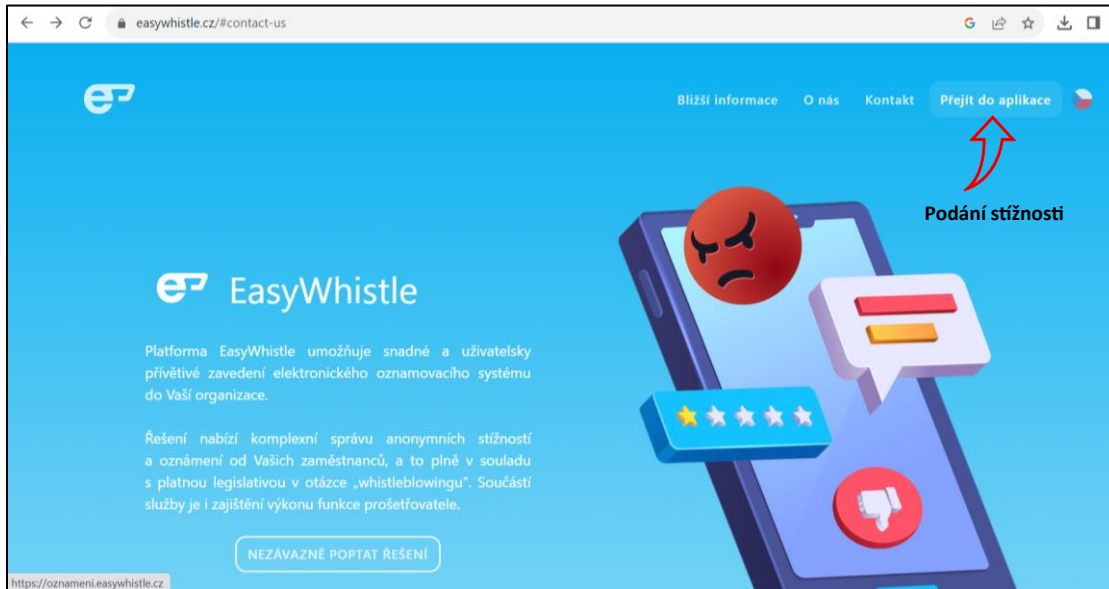 easywhistle.cz/#contact-us
Bližší informace O nás Kontakt Přejít do aplikace
Podání stížnosti
EasyWhistle
Platforma EasyWhistle umožňuje snadné a uživatelsky
přívětivé zavedení elektronického oznamovacího systému
do Vaší organizace.
Řešení nabízí komplexní správu anonymních stížností
a oznámení od Vašich zaměstnanců, a to plně v souladu
s platnou legislativou v otázce „whistleblowingu“. Součástí
služby je i zajištění výkonu funkce prošetřovatele.
NEZÁVAZNĚ POPTAT ŘEŠENÍ
https://oznameni.easywhistle.cz